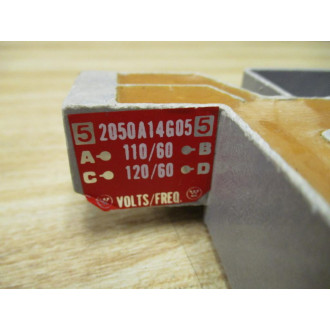 5 2050A14G05 5
A 110/60 B
C 120/60 D
W VOLTS/FREQ. W